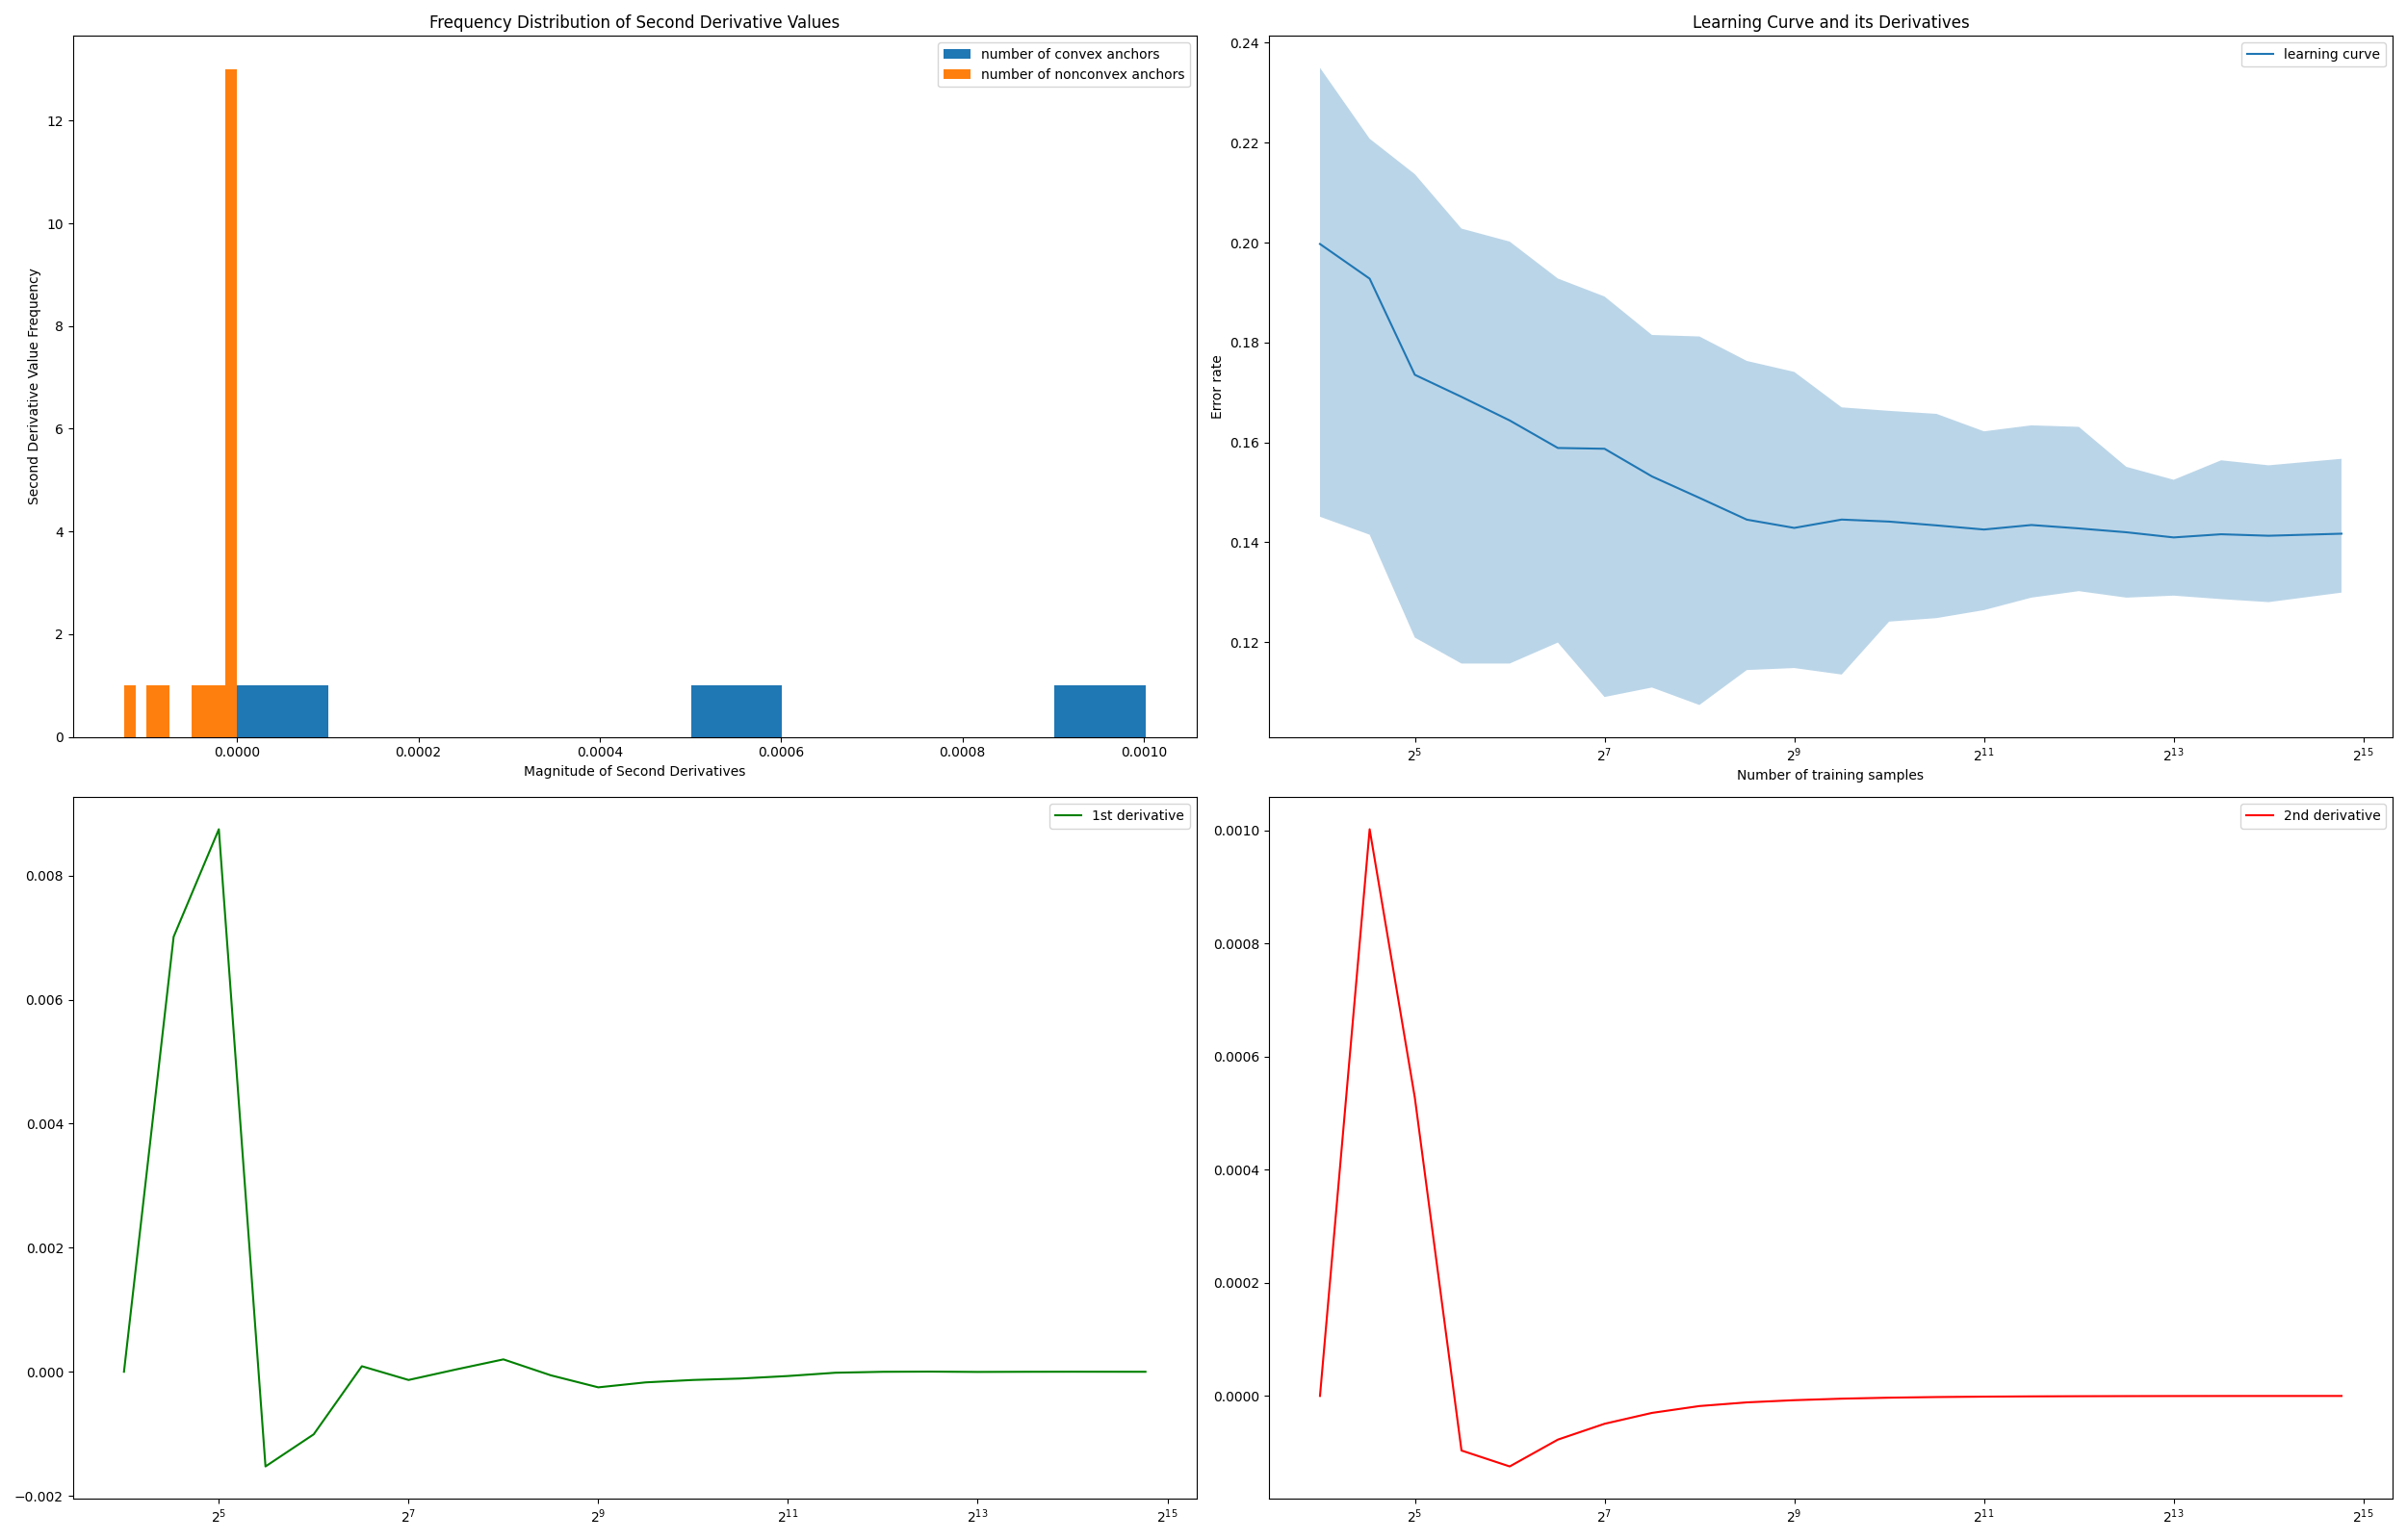 Frequency Distribution of Second Derivative Values
number of convex anchors
number of nonconvex anchors
Second Derivative Value Frequency
12
10
8
6
4
2
0
0.0000 0.0002 0.0004 0.0006 0.0008 0.0010
Magnitude of Second Derivatives
Learning Curve and its Derivatives
learning curve
Error rate
0.24
0.22
0.20
0.18
0.16
0.14
0.12
2^5 2^7 2^9 2^11 2^13 2^15
Number of training samples
1st derivative
0.008
0.006
0.004
0.002
0.000
−0.002
2^5 2^7 2^9 2^11 2^13 2^15
2nd derivative
0.0010
0.0008
0.0006
0.0004
0.0002
0.0000
2^5 2^7 2^9 2^11 2^13 2^15